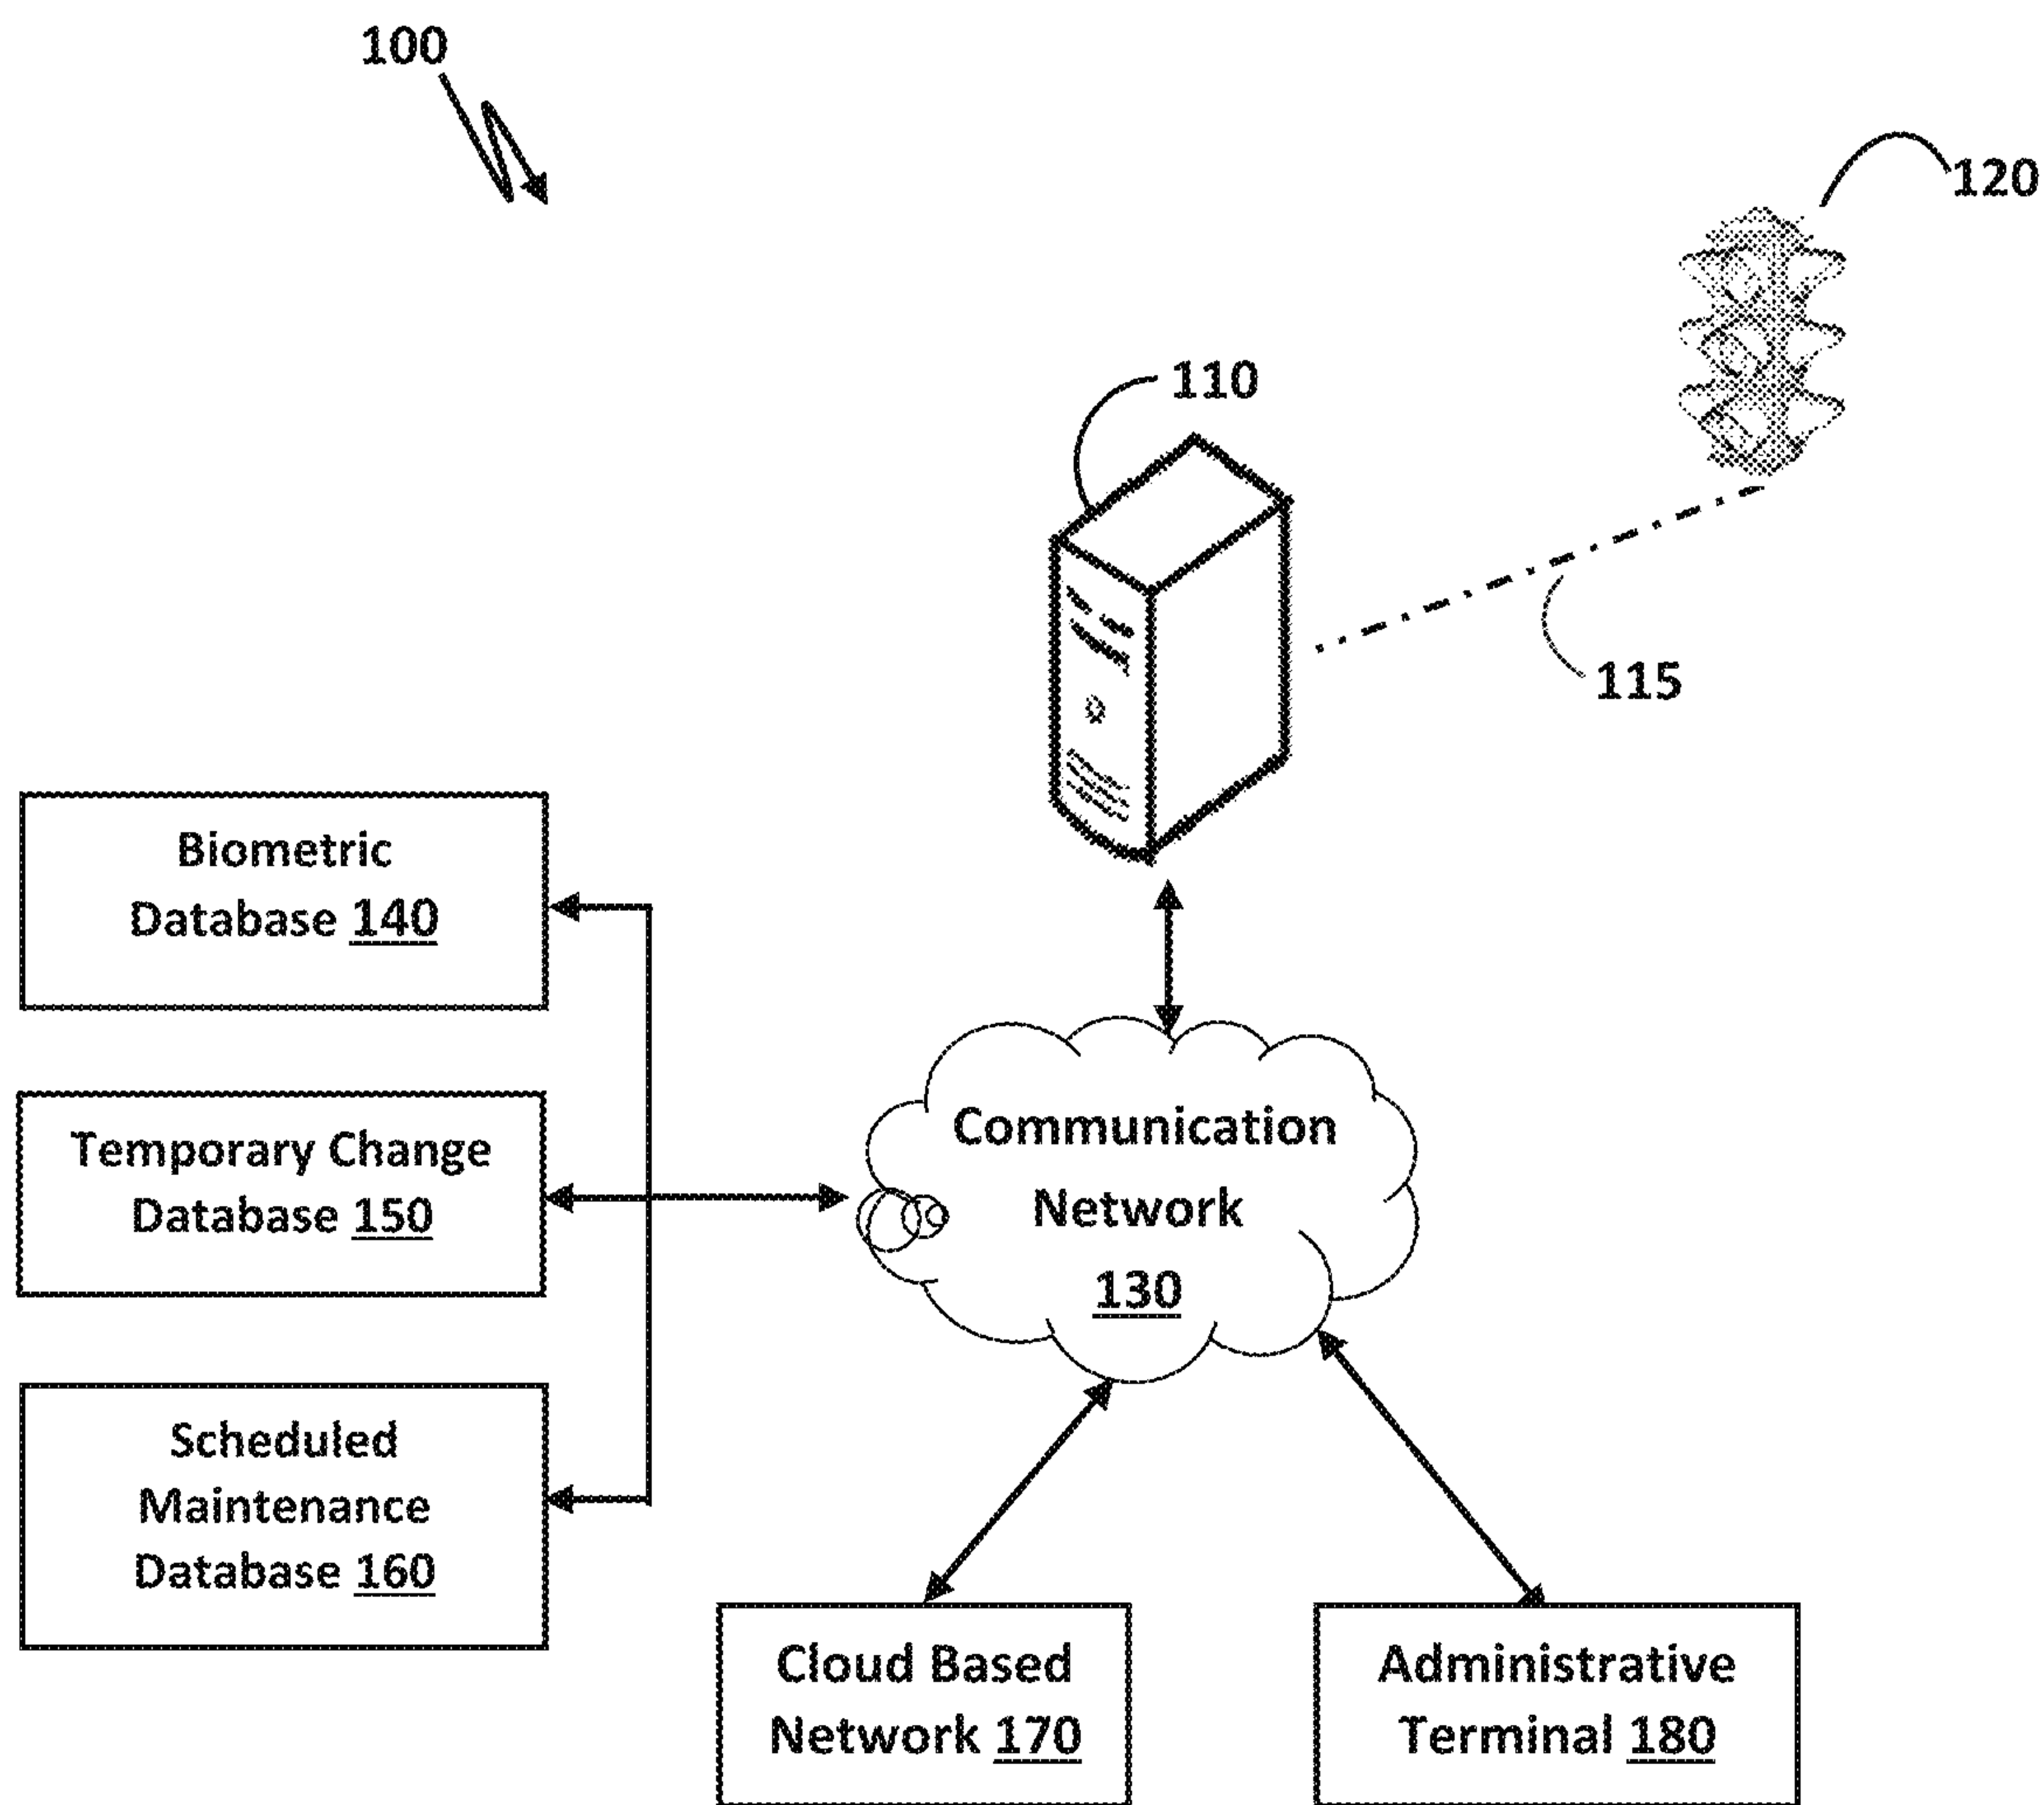 100
120
110
115
Biometric
Database 140
Temporary Change
Database 150
Scheduled
Maintenance
Database 160
Communication
Network
130
Cloud Based
Network 170
Administrative
Terminal 180